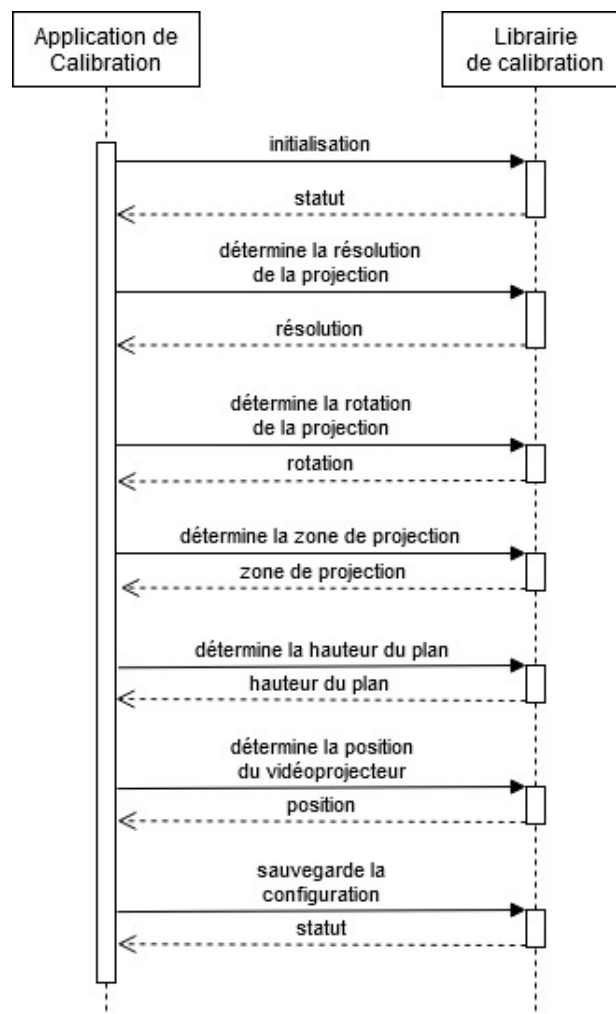 Application de
Calibration
Librairie
de calibration
initialisation
statut
détermine la résolution
de la projection
résolution
détermine la rotation
de la projection
rotation
détermine la zone de projection
zone de projection
détermine la hauteur du plan
hauteur du plan
détermine la position
du vidéoprojecteur
position
sauvegarde la
configuration
statut